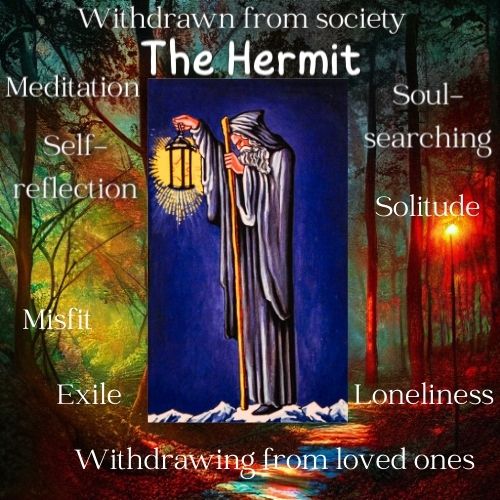 Withdrawn from society
The Hermit
Meditation
Soul-
searching
Self-
reflection
Solitude
Misfit
Exile
Loneliness
Withdrawing from loved ones